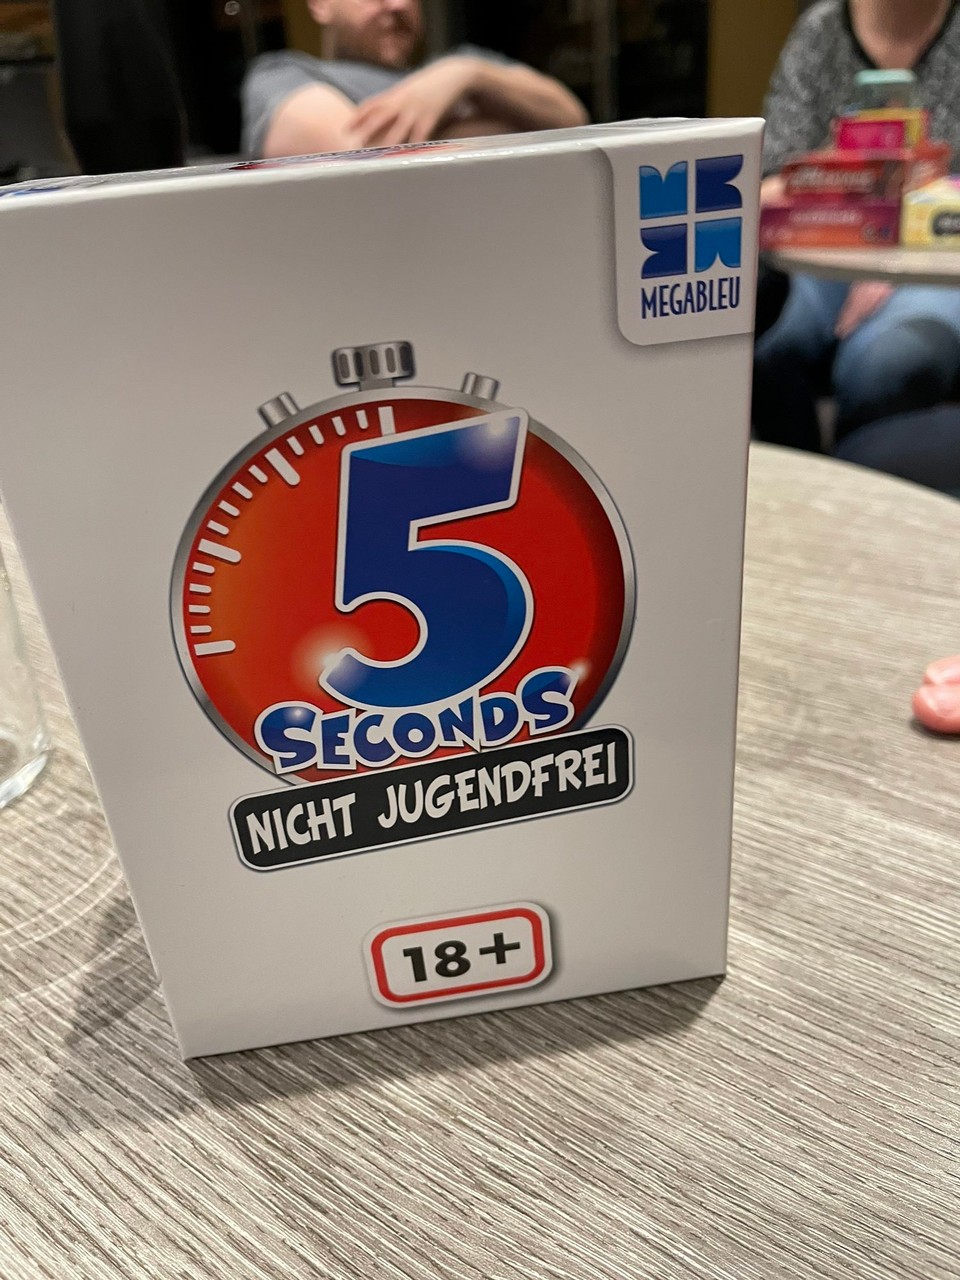 MEGABLEU
5
SECONDS
NICHT JUGENDFREI
18+